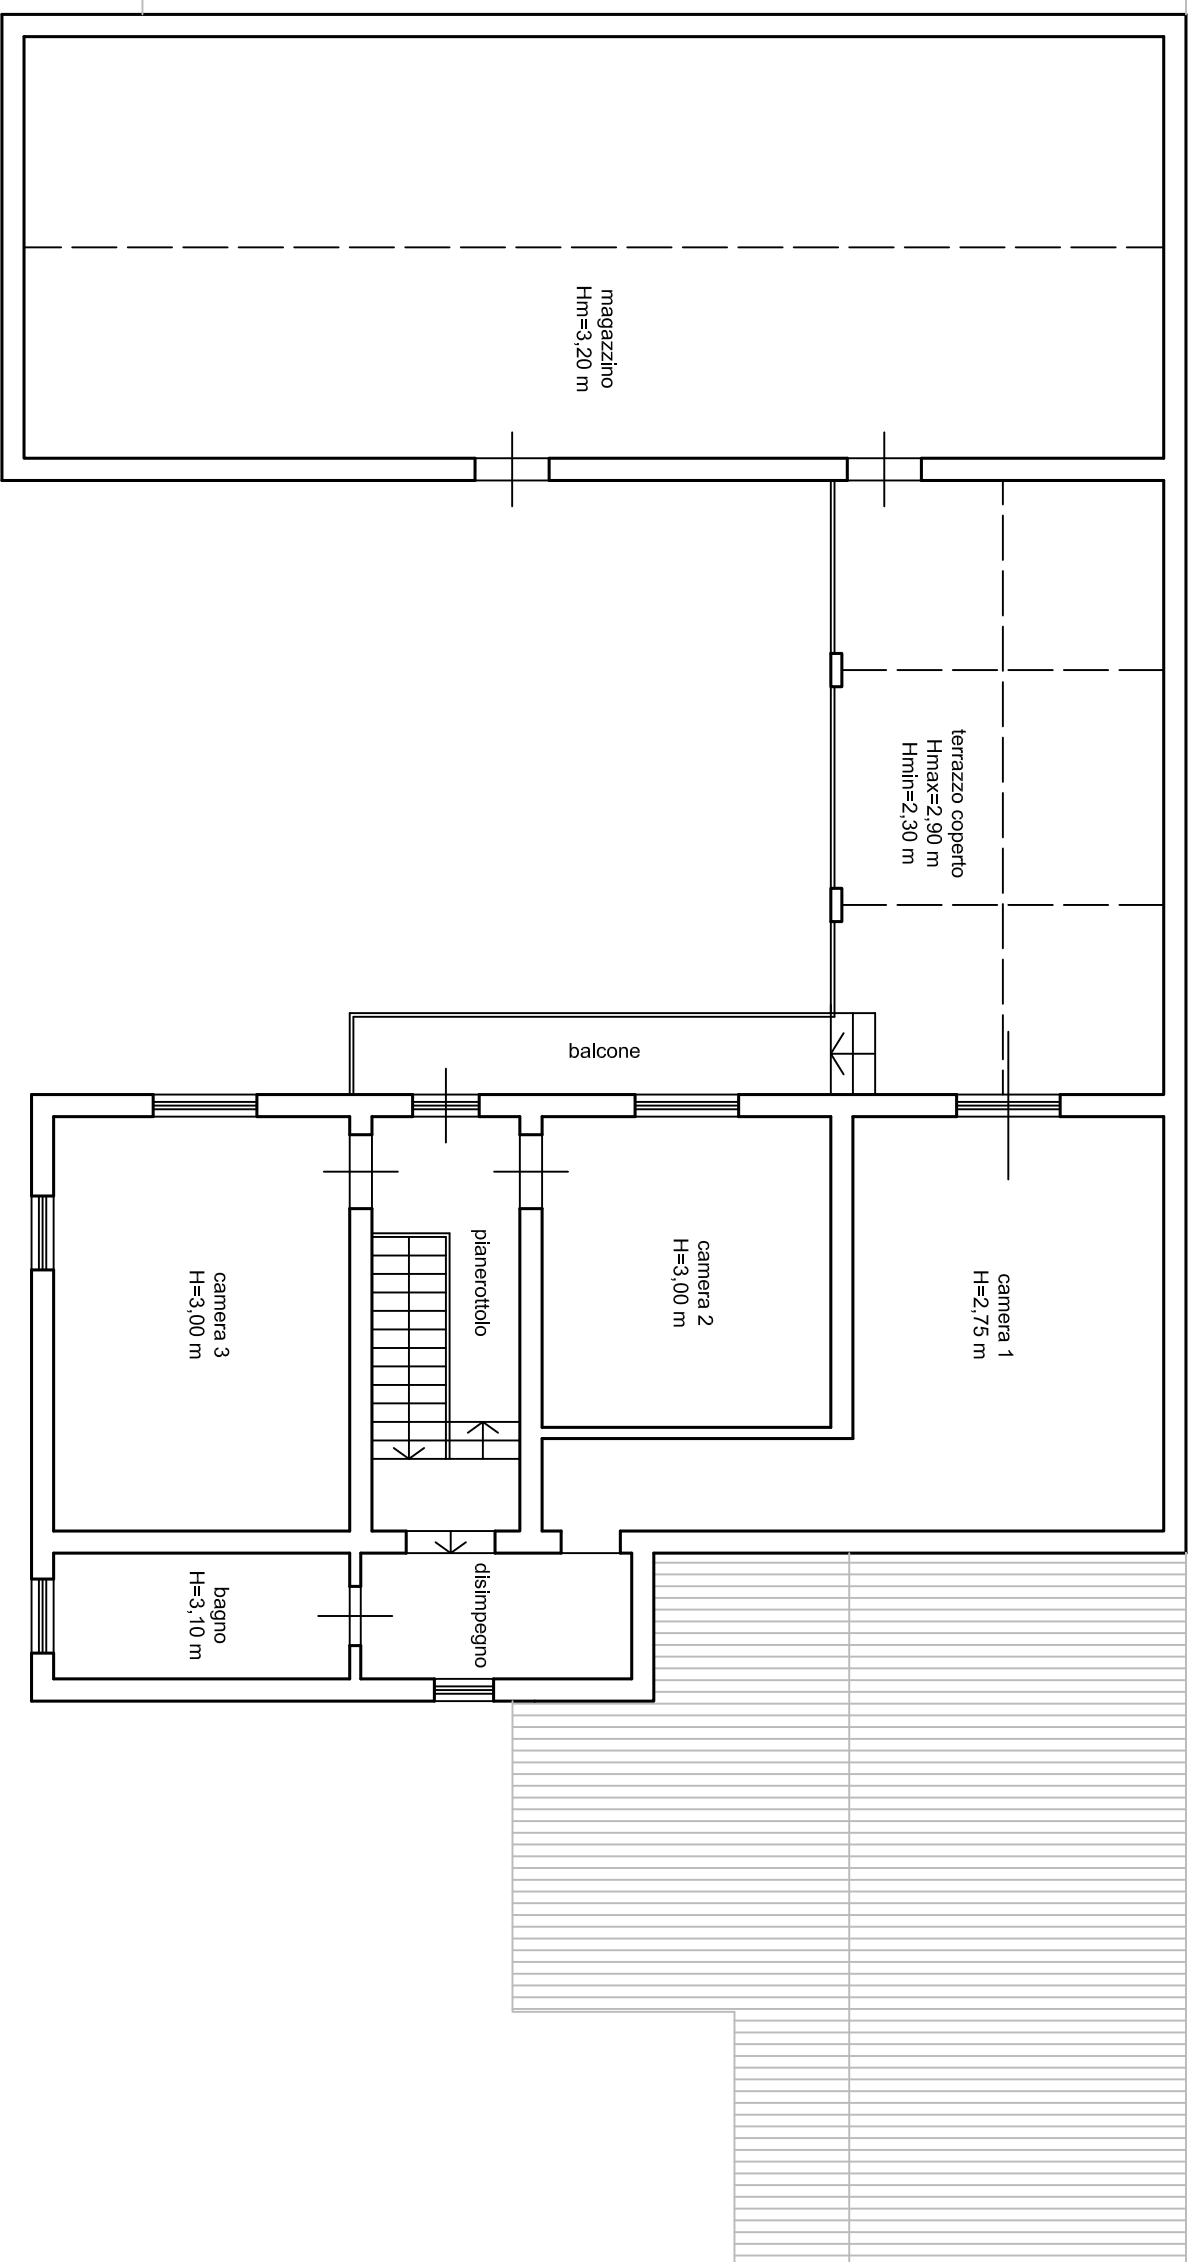 magazzino
Hm=3,20 m
terrazzo coperto
Hmax=2,90 m
Hmin=2,30 m
balcone
camera 1
H=2,75 m
camera 2
H=3,00 m
pianerottolo
camera 3
H=3,00 m
disimpegno
bagno
H=3,10 m